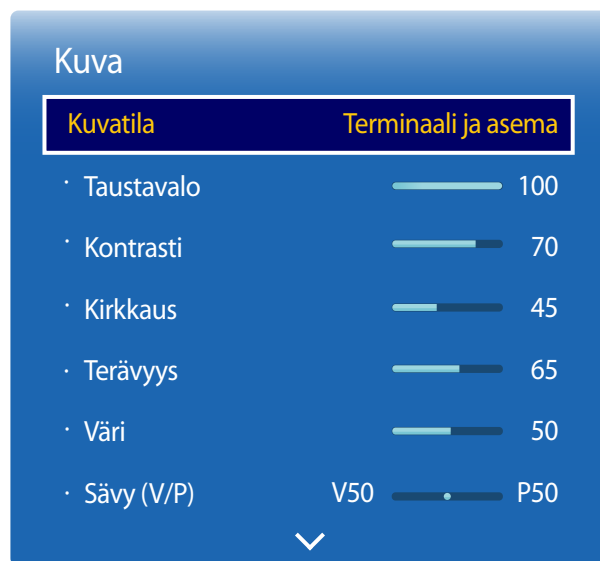 Kuva
Kuvatila Terminaali ja asema
· Taustavalo 100
· Kontrasti 70
· Kirkkaus 45
· Terävyys 65
· Väri 50
· Sävy (V/P) V50 P50